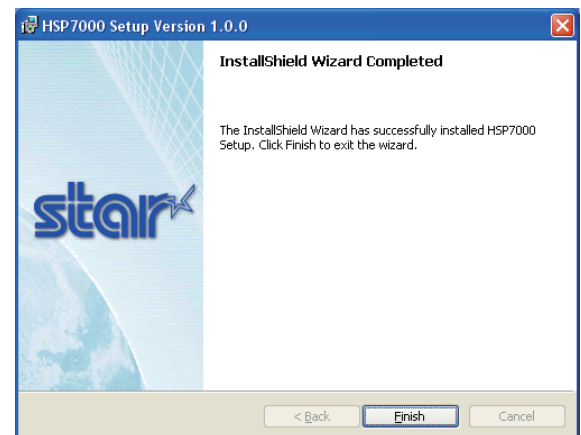 HSP7000 Setup Version 1.0.0
InstallShield Wizard Completed
The InstallShield Wizard has successfully installed HSP7000
Setup. Click Finish to exit the wizard.
star
< Back
Finish
Cancel